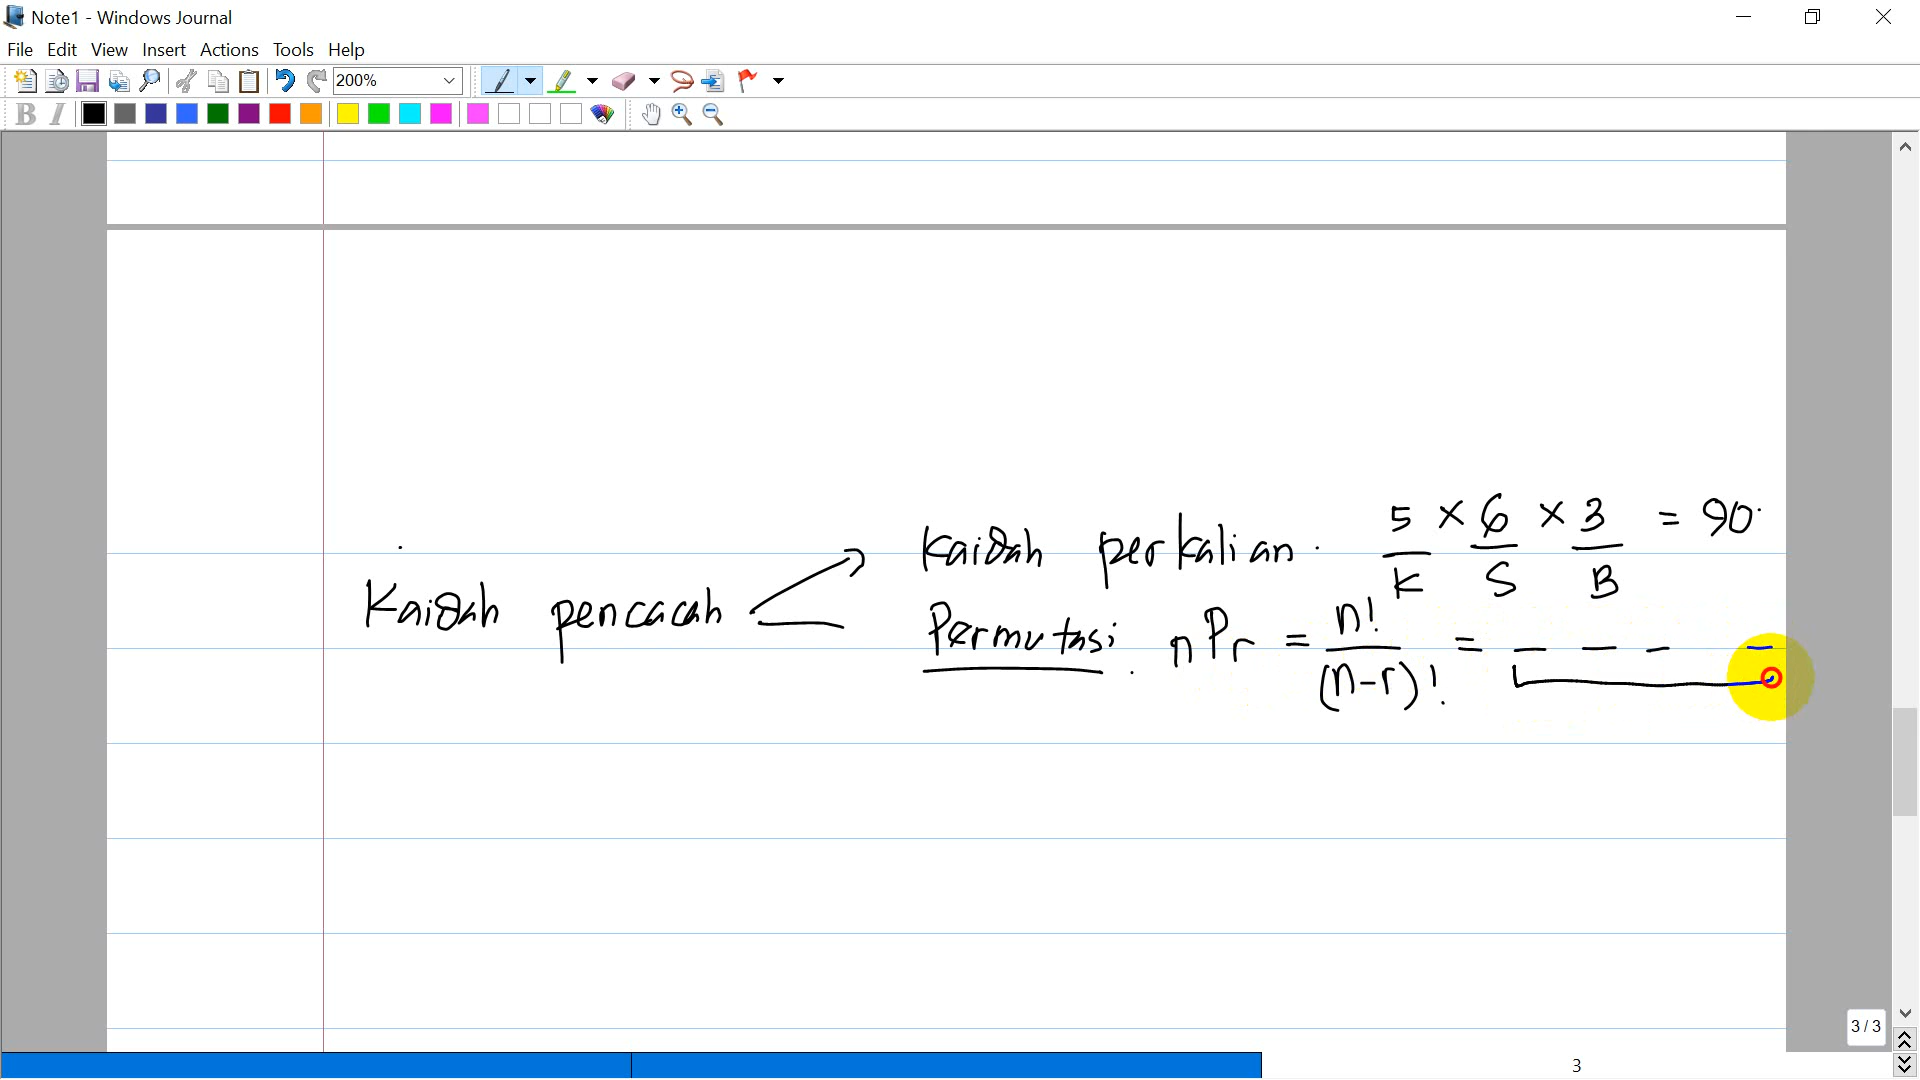 Note1 - Windows Journal
File Edit View Insert Actions Tools Help
200%
B I
Kaidah pencacah
Kaidah perkalian. 5 × 6 × 3 = 90
K S B
Permutasi. nPr = n! / (n-r)! = _ _ _ _
3 / 3
3